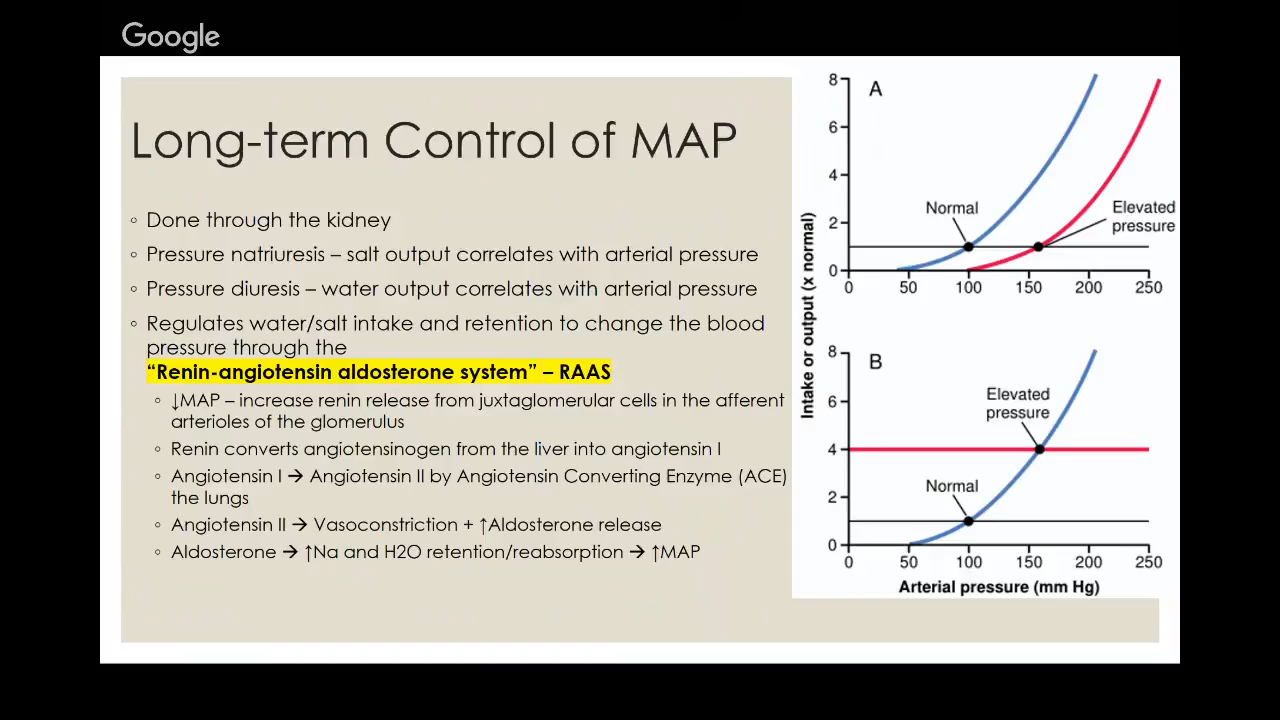 Google
Long-term Control of MAP
◦ Done through the kidney
◦ Pressure natriuresis – salt output correlates with arterial pressure
◦ Pressure diuresis – water output correlates with arterial pressure
◦ Regulates water/salt intake and retention to change the blood
pressure through the
“Renin-angiotensin aldosterone system” – RAAS
◦ ↓MAP – increase renin release from juxtaglomerular cells in the afferent
arterioles of the glomerulus
◦ Renin converts angiotensinogen from the liver into angiotensin I
◦ Angiotensin I → Angiotensin II by Angiotensin Converting Enzyme (ACE)
the lungs
◦ Angiotensin II → Vasoconstriction + ↑Aldosterone release
◦ Aldosterone → ↑Na and H2O retention/reabsorption → ↑MAP
Intake or output (x normal)
A
8
6
4
2
0
Normal
Elevated
pressure
0 50 100 150 200 250
B
8
6
4
2
0
Elevated
pressure
Normal
0 50 100 150 200 250
Arterial pressure (mm Hg)